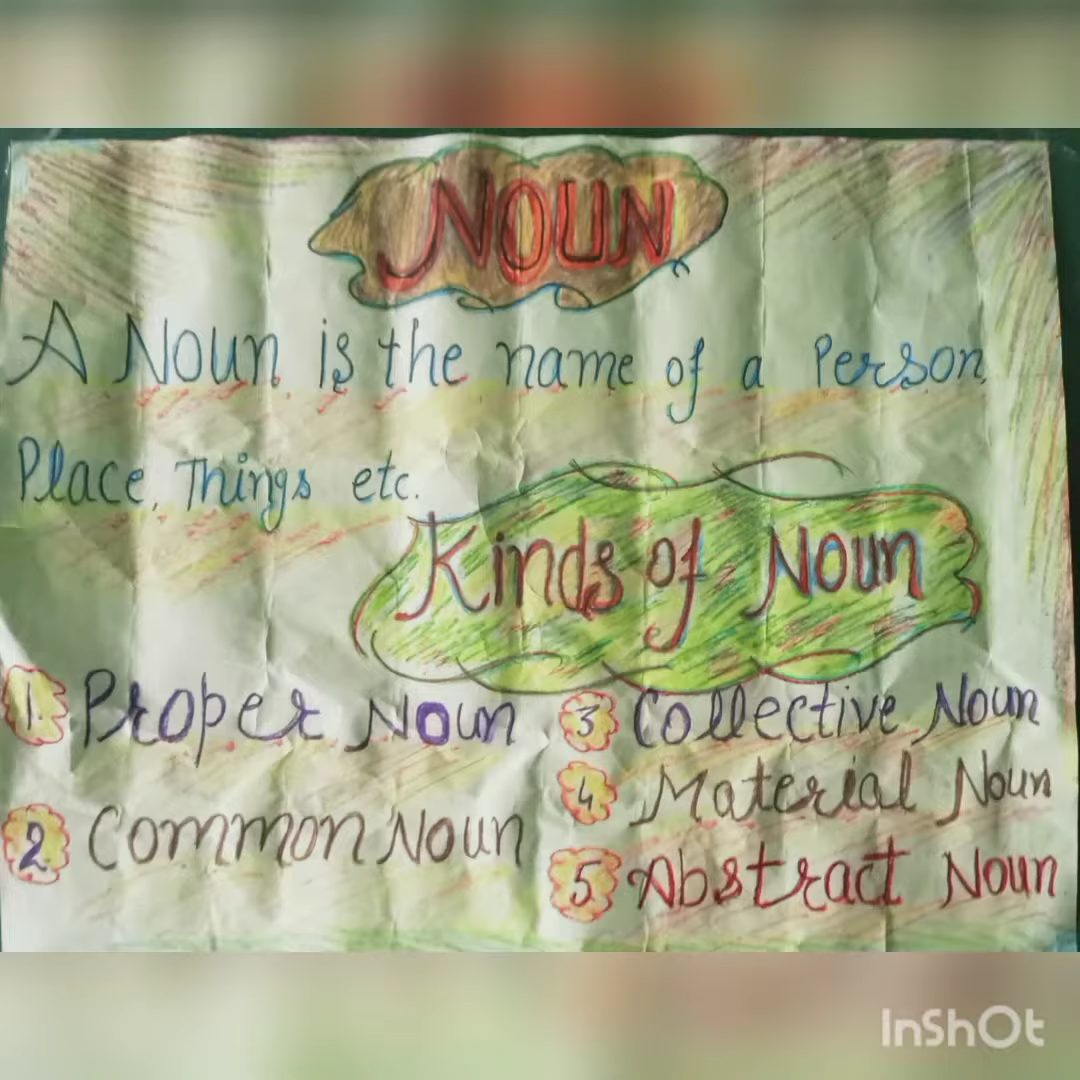 NOUN
A Noun is the name of a Person,
Place, Things etc.
Kinds of Noun
1. Proper Noun
2. Common Noun
3 Collective Noun
4 Material Noun
5 Abstract Noun
InShOt